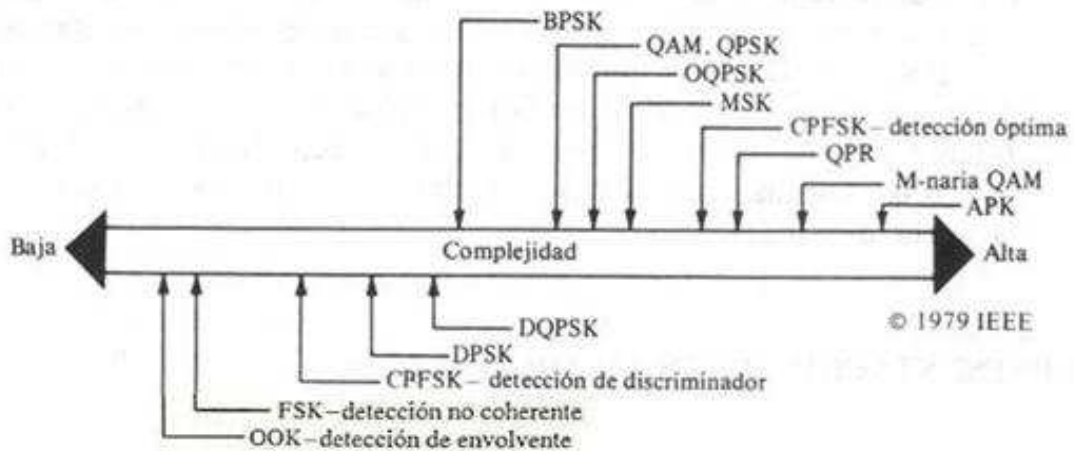 BPSK
QAM, QPSK
OQPSK
MSK
CPFSK – detección óptima
QPR
M-naria QAM
APK
Baja
Complejidad
Alta
© 1979 IEEE
DQPSK
DPSK
CPFSK – detección de discriminador
FSK–detección no coherente
OOK–detección de envolvente